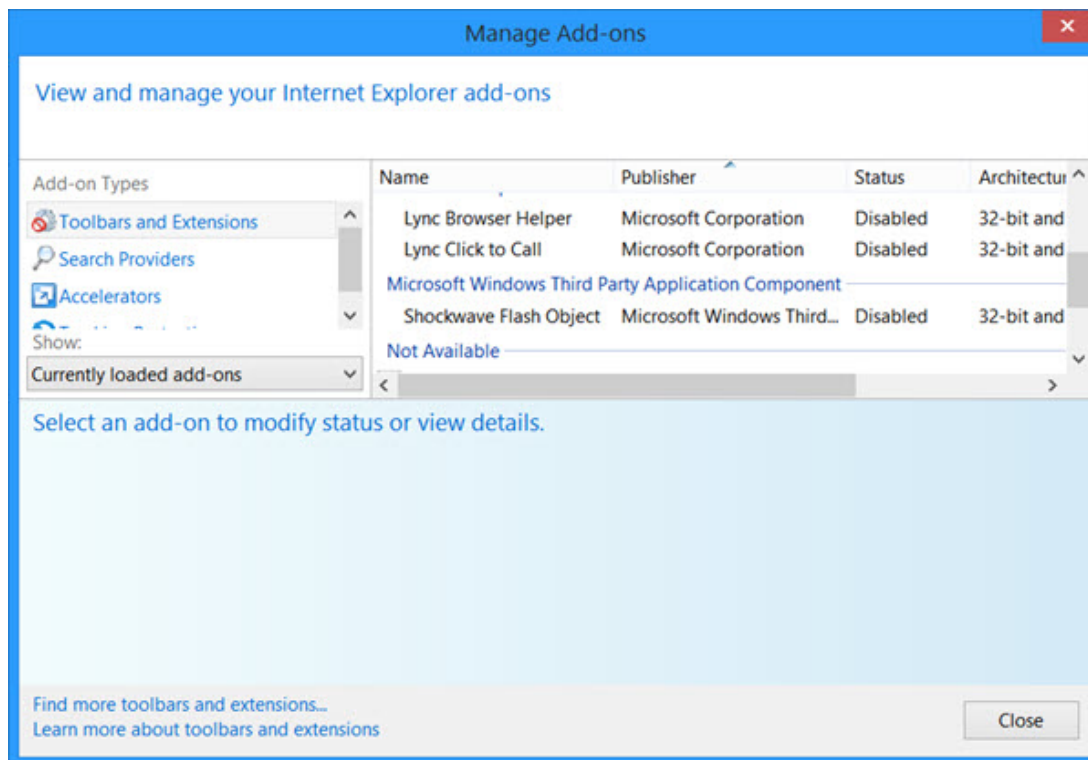 Manage Add-ons
View and manage your Internet Explorer add-ons
Add-on Types
Toolbars and Extensions
Search Providers
Accelerators
Show:
Currently loaded add-ons
Name Publisher Status Architectur
Lync Browser Helper Microsoft Corporation Disabled 32-bit and
Lync Click to Call Microsoft Corporation Disabled 32-bit and
Microsoft Windows Third Party Application Component
Shockwave Flash Object Microsoft Windows Third... Disabled 32-bit and
Not Available
Select an add-on to modify status or view details.
Find more toolbars and extensions...
Learn more about toolbars and extensions
Close